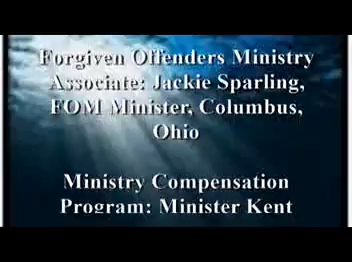 Forgiven Offenders Ministry
Associate: Jackie Sparling,
FOM Minister, Columbus,
Ohio
Ministry Compensation
Program: Minister Kent